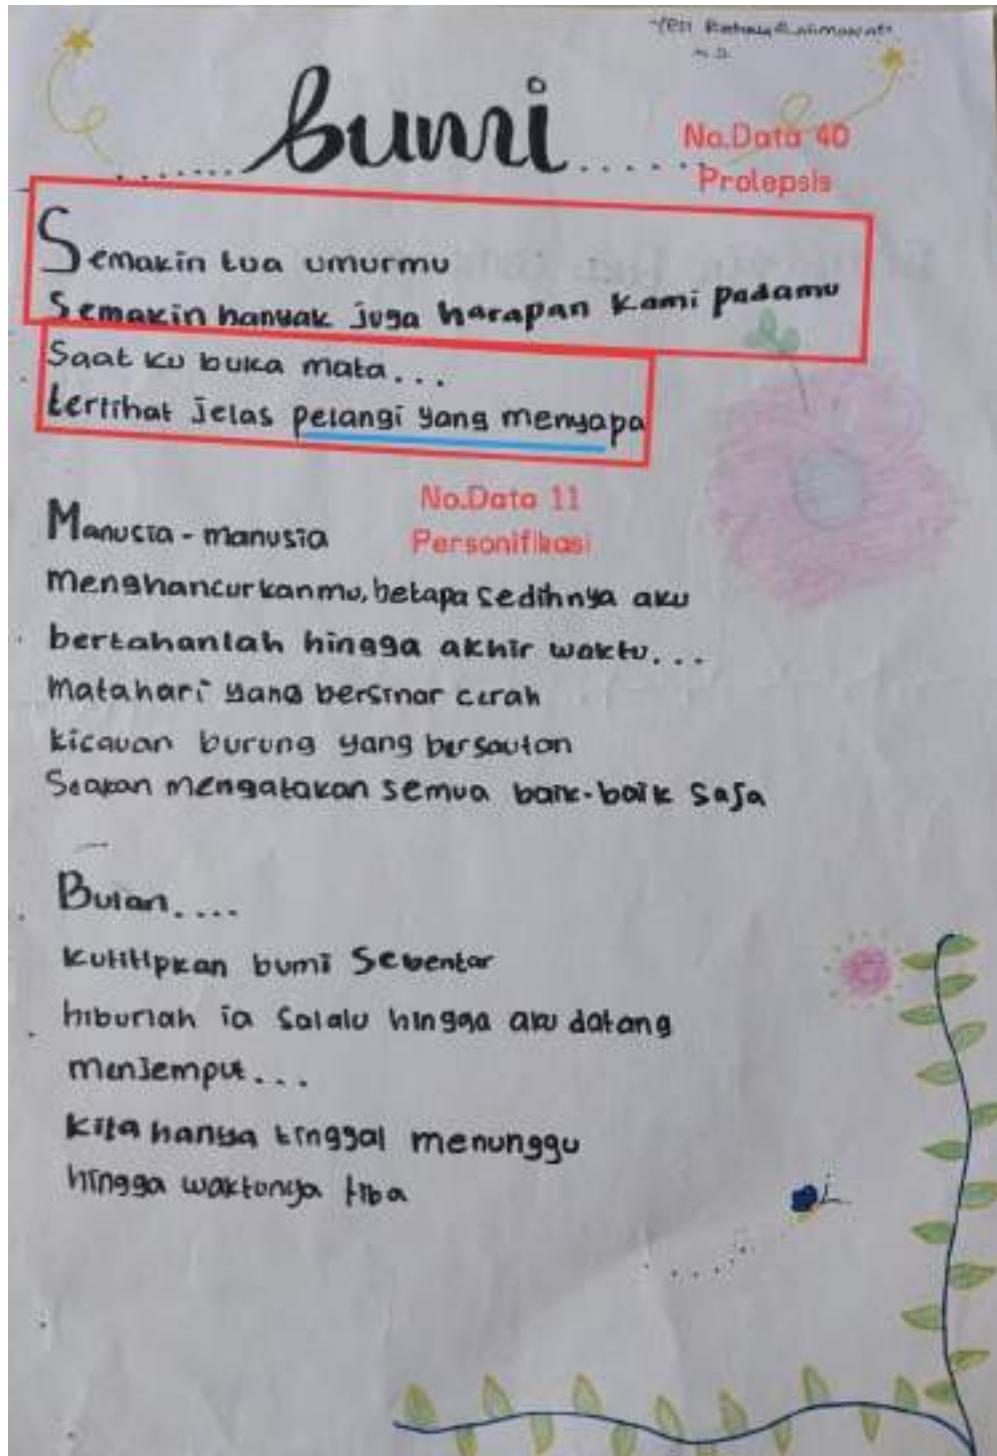 bumi
No.Data 40
Prolepsis
Semakin tua umurmu
Semakin banyak juga harapan kami padamu
Saat ku buka mata...
terlihat jelas pelangi yang menyapa
No.Data 11
Personifikasi
Manusia - manusia
menghancurkanmu, betapa sedihnya aku
bertahanlah hingga akhir waktu...
Matahari yang bersinar cerah
kicauan burung yang bersautan
Seakan mengatakan semua baik-baik saja
Bulan....
kutitipkan bumi Sebentar
hiburlah ia Salalu hingga aku datang
menjemput...
kita hanya tinggal menunggu
hingga waktunya tiba